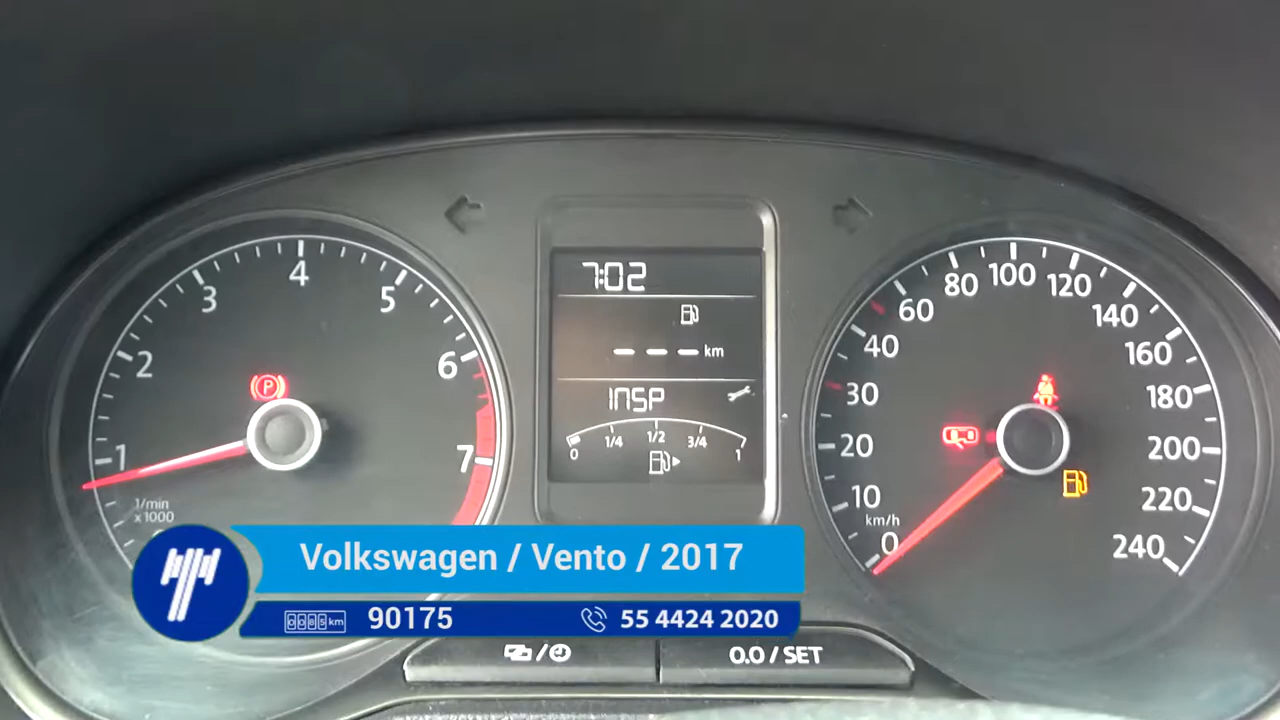 7:02
--- km
INSP
0 1/4 1/2 3/4 1
1 2 3 4 5 6 7
1/min
x1000
P
0 10 20 30 40 60 80 100 120 140 160 180 200 220 240
km/h
Volkswagen / Vento / 2017
0085 km 90175
55 4424 2020
0.0 / SET